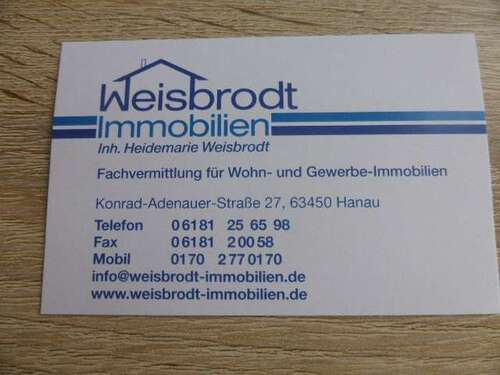 Weisbrodt
Immobilien
Inh. Heidemarie Weisbrodt
Fachvermittlung für Wohn- und Gewerbe-Immobilien
Konrad-Adenauer-Straße 27, 63450 Hanau
Telefon 06181 25 65 98
Fax 06181 20058
Mobil 0170 2770170
info@weisbrodt-immobilien.de
www.weisbrodt-immobilien.de